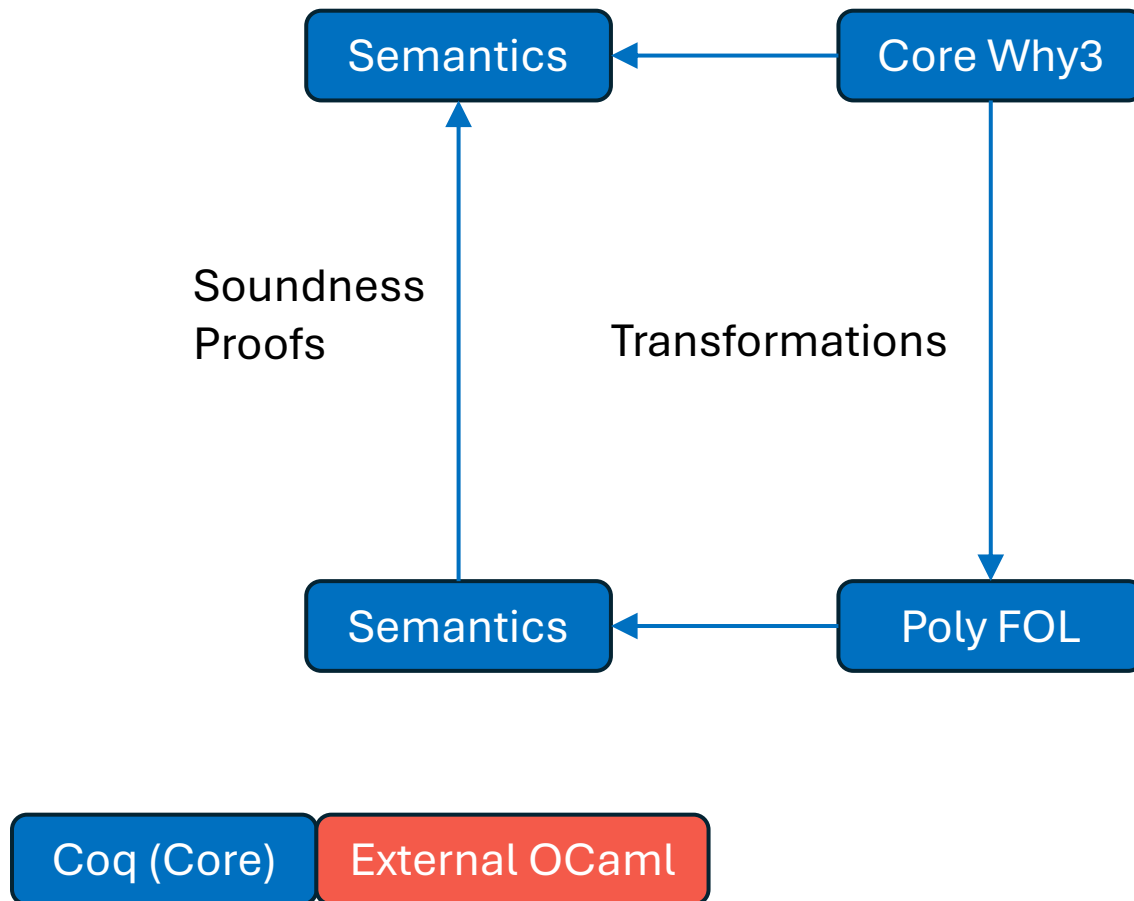 Semantics
Core Why3
Soundness
Proofs
Transformations
Semantics
Poly FOL
Coq (Core)
External OCaml